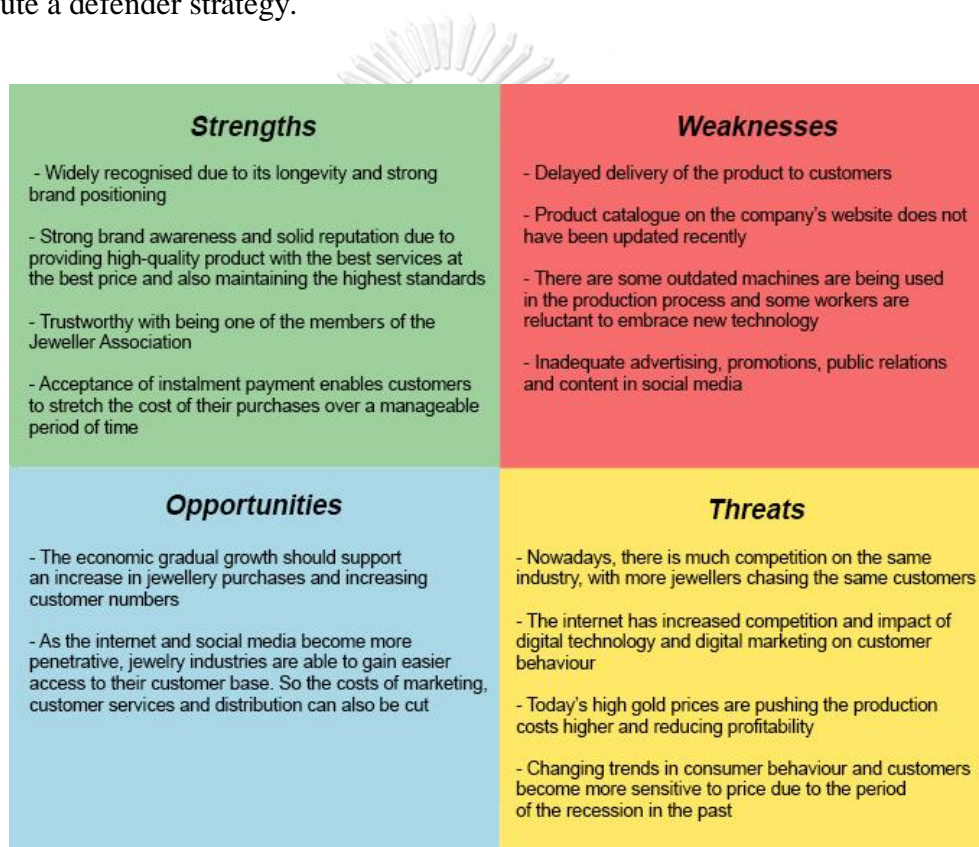 ute a defender strategy.
Strengths
- Widely recognised due to its longevity and strong
brand positioning
- Strong brand awareness and solid reputation due to
providing high-quality product with the best services at
the best price and also maintaining the highest standards
- Trustworthy with being one of the members of the
Jeweller Association
- Acceptance of instalment payment enables customers
to stretch the cost of their purchases over a manageable
period of time
Weaknesses
- Delayed delivery of the product to customers
- Product catalogue on the company's website does not
have been updated recently
- There are some outdated machines are being used
in the production process and some workers are
reluctant to embrace new technology
- Inadequate advertising, promotions, public relations
and content in social media
Opportunities
- The economic gradual growth should support
an increase in jewellery purchases and increasing
customer numbers
- As the internet and social media become more
penetrative, jewelry industries are able to gain easier
access to their customer base. So the costs of marketing,
customer services and distribution can also be cut
Threats
- Nowadays, there is much competition on the same
industry, with more jewellers chasing the same customers
- The internet has increased competition and impact of
digital technology and digital marketing on customer
behaviour
- Today's high gold prices are pushing the production
costs higher and reducing profitability
- Changing trends in consumer behaviour and customers
become more sensitive to price due to the period
of the recession in the past